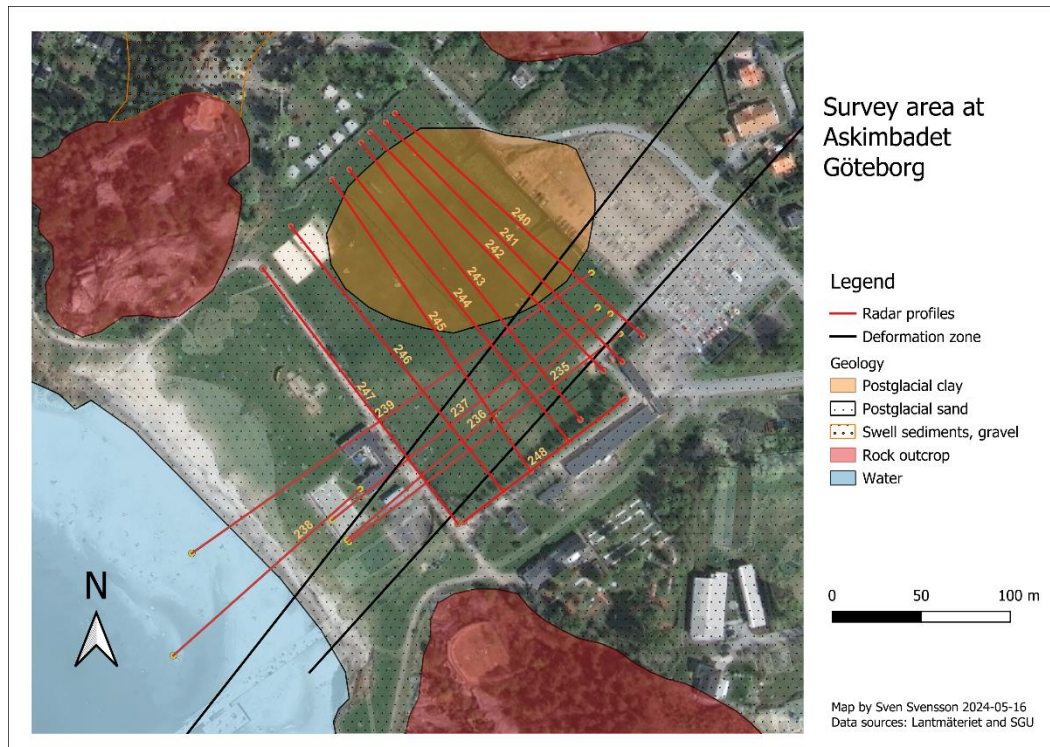 Survey area at
Askimbadet
Göteborg
240
241
242
243
244
245
246
247
239
237
236
235
248
238
N
Legend
Radar profiles
Deformation zone
Geology
Postglacial clay
Postglacial sand
Swell sediments, gravel
Rock outcrop
Water
0 50 100 m
Map by Sven Svensson 2024-05-16
Data sources: Lantmäteriet and SGU